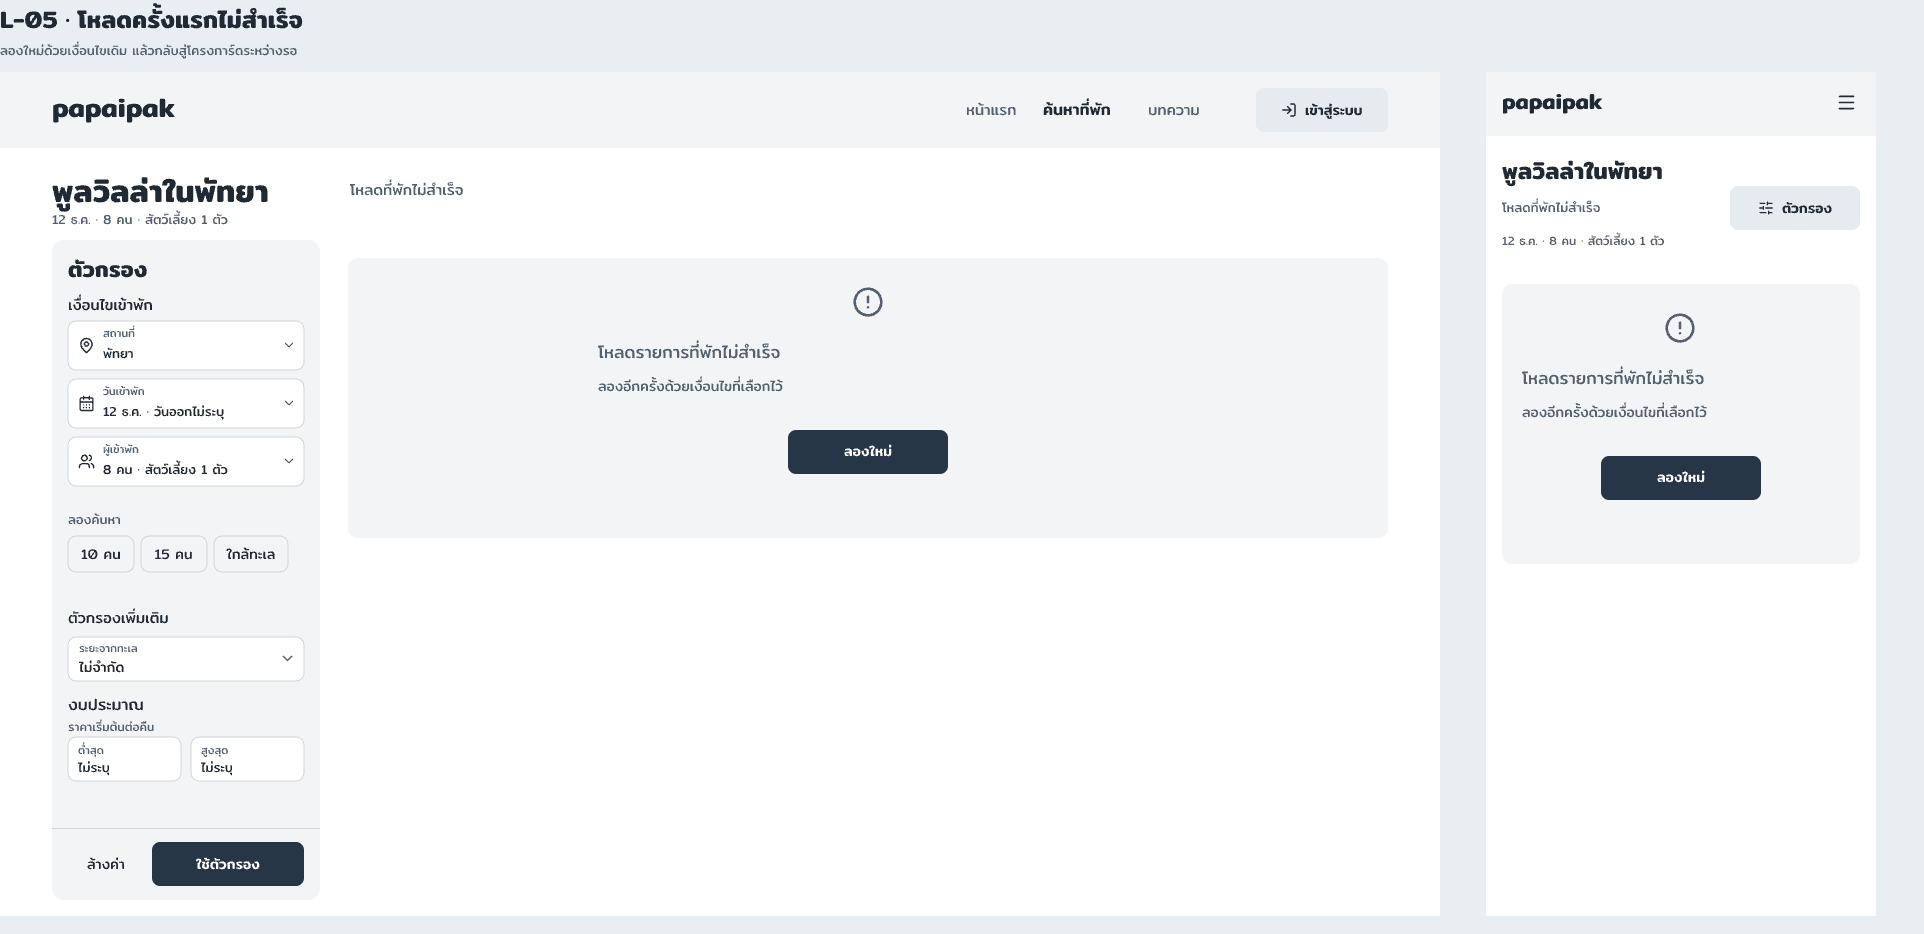 L-05 · โหลดครั้งแรกไม่สำเร็จ
ลองใหม่ด้วยเงื่อนไขเดิม แล้วกลับสู่โครงการ์ดระหว่างรอ
papaipak
หน้าแรก
ค้นหาที่พัก
บทความ
เข้าสู่ระบบ
พูลวิลล่าในพัทยา
12 ธ.ค. · 8 คน · สัตว์เลี้ยง 1 ตัว
โหลดที่พักไม่สำเร็จ
ตัวกรอง
เงื่อนไขเข้าพัก
สถานที่
พัทยา
วันเข้าพัก
12 ธ.ค. · วันออกไม่ระบุ
ผู้เข้าพัก
8 คน · สัตว์เลี้ยง 1 ตัว
ลองค้นหา
10 คน
15 คน
ใกล้ทะเล
ตัวกรองเพิ่มเติม
ระยะจากทะเล
ไม่จำกัด
งบประมาณ
ราคาเริ่มต้นต่อคืน
ต่ำสุด
ไม่ระบุ
สูงสุด
ไม่ระบุ
ล้างค่า
ใช้ตัวกรอง
โหลดรายการที่พักไม่สำเร็จ
ลองอีกครั้งด้วยเงื่อนไขที่เลือกไว้
ลองใหม่
papaipak
พูลวิลล่าในพัทยา
โหลดที่พักไม่สำเร็จ
12 ธ.ค. · 8 คน · สัตว์เลี้ยง 1 ตัว
ตัวกรอง
โหลดรายการที่พักไม่สำเร็จ
ลองอีกครั้งด้วยเงื่อนไขที่เลือกไว้
ลองใหม่